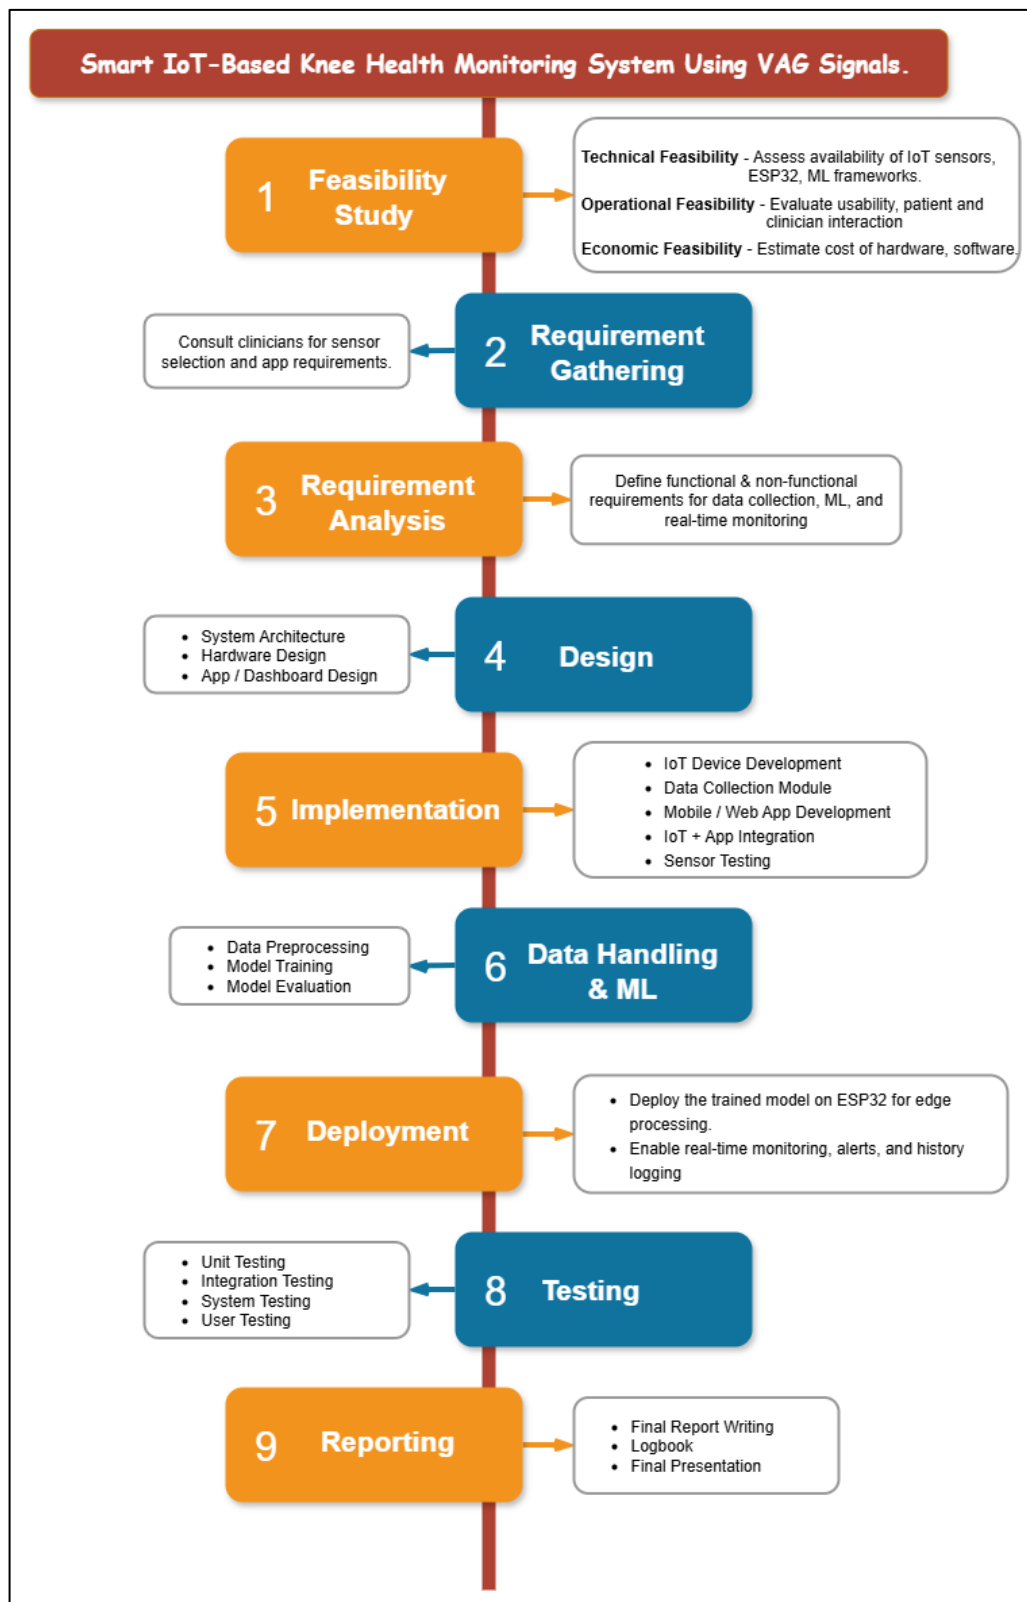 Smart IoT-Based Knee Health Monitoring System Using VAG Signals.
1
Feasibility
Study
Technical Feasibility - Assess availability of IoT sensors,
ESP32, ML frameworks.
Operational Feasibility - Evaluate usability, patient and
clinician interaction
Economic Feasibility - Estimate cost of hardware, software.
2
Requirement
Gathering
Consult clinicians for sensor
selection and app requirements.
3
Requirement
Analysis
Define functional & non-functional
requirements for data collection, ML, and
real-time monitoring
4
Design
• System Architecture
• Hardware Design
• App / Dashboard Design
5
Implementation
• IoT Device Development
• Data Collection Module
• Mobile / Web App Development
• IoT + App Integration
• Sensor Testing
6
Data Handling
& ML
• Data Preprocessing
• Model Training
• Model Evaluation
7
Deployment
• Deploy the trained model on ESP32 for edge
processing.
• Enable real-time monitoring, alerts, and history
logging
8
Testing
• Unit Testing
• Integration Testing
• System Testing
• User Testing
9
Reporting
• Final Report Writing
• Logbook
• Final Presentation